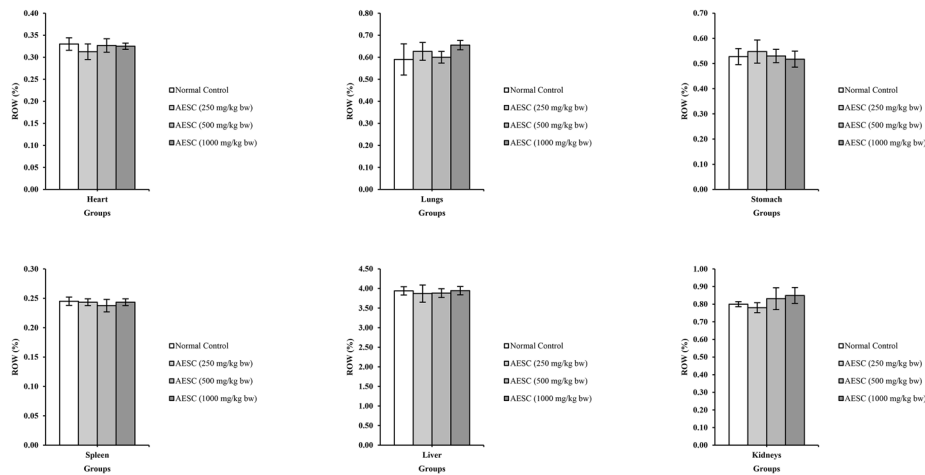 ROW (%)
0.40
0.35
0.30
0.25
0.20
0.15
0.10
0.05
0.00
Heart
Groups
Normal Control
AESC (250 mg/kg bw)
AESC (500 mg/kg bw)
AESC (1000 mg/kg bw)
ROW (%)
0.80
0.70
0.60
0.50
0.40
0.30
0.20
0.10
0.00
Lungs
Groups
Normal Control
AESC (250 mg/kg bw)
AESC (500 mg/kg bw)
AESC (1000 mg/kg bw)
ROW (%)
0.70
0.60
0.50
0.40
0.30
0.20
0.10
0.00
Stomach
Groups
Normal Control
AESC (250 mg/kg bw)
AESC (500 mg/kg bw)
AESC (1000 mg/kg bw)
ROW (%)
0.30
0.25
0.20
0.15
0.10
0.05
0.00
Spleen
Groups
Normal Control
AESC (250 mg/kg bw)
AESC (500 mg/kg bw)
AESC (1000 mg/kg bw)
ROW (%)
4.50
4.00
3.50
3.00
2.50
2.00
1.50
1.00
0.50
0.00
Liver
Groups
Normal Control
AESC (250 mg/kg bw)
AESC (500 mg/kg bw)
AESC (1000 mg/kg bw)
ROW (%)
1.00
0.90
0.80
0.70
0.60
0.50
0.40
0.30
0.20
0.10
0.00
Kidneys
Groups
Normal Control
AESC (250 mg/kg bw)
AESC (500 mg/kg bw)
AESC (1000 mg/kg bw)